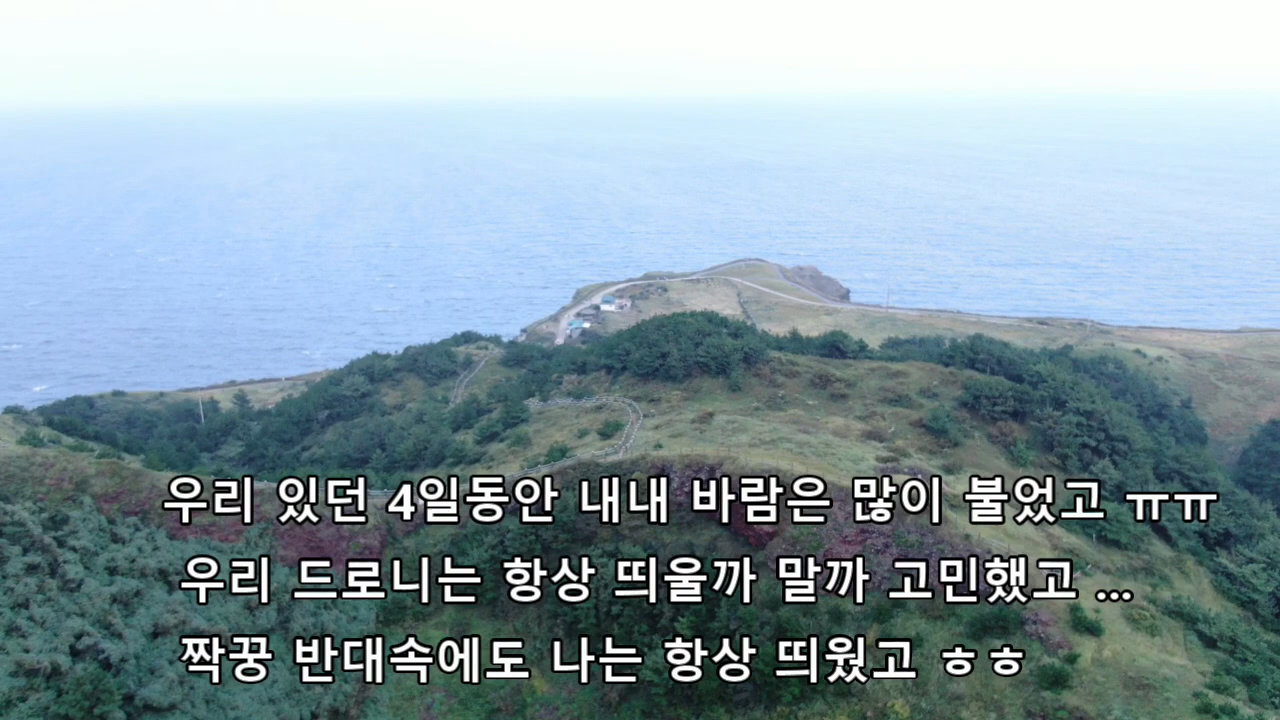 우리 있던 4일동안 내내 바람은 많이 불었고 ㅠㅠ
우리 드로니는 항상 띄울까 말까 고민했고 ...
짝꿍 반대속에도 나는 항상 띄웠고 ㅎㅎ